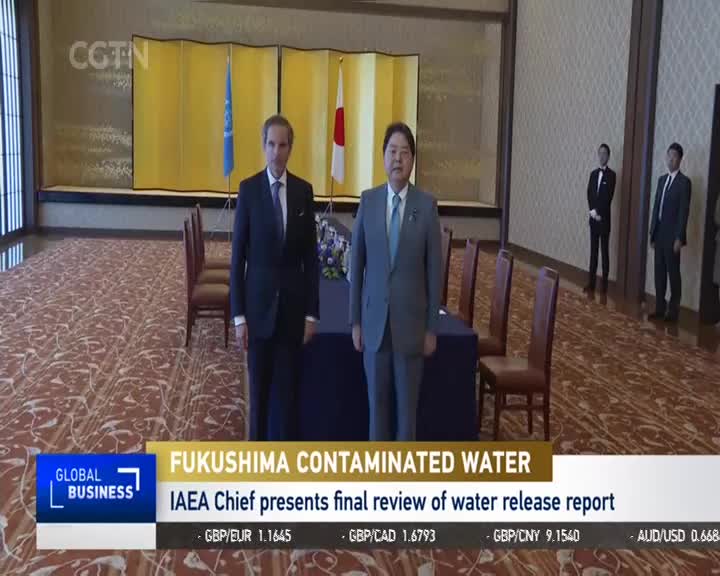 CGTN
FUKUSHIMA CONTAMINATED WATER
GLOBAL
BUSINESS
IAEA Chief presents final review of water release report
- GBP/EUR 1.1645 - GBP/CAD 1.6793 - GBP/CNY 9.1540 - AUD/USD 0.668